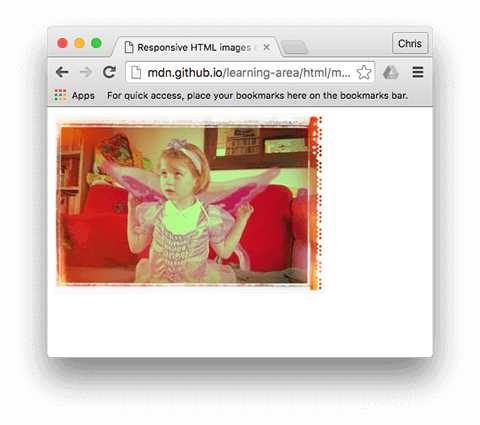 Responsive HTML images
Chris
mdn.github.io/learning-area/html/m...
Apps
For quick access, place your bookmarks here on the bookmarks bar.